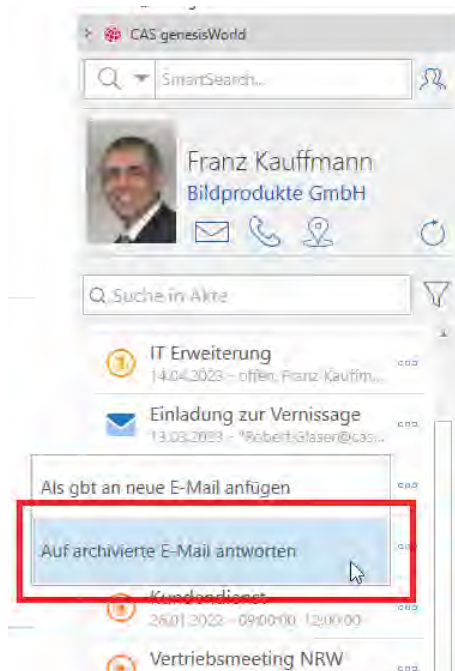 CAS genesisWorld
SmartSearch...
Franz Kauffmann
Bildprodukte GmbH
Suche in Akte
IT Erweiterung
14.04.2023 - offen, Franz Kauffm...
Einladung zur Vernissage
13.03.2023 - "Robert.Glaser@cas...
Als gbt an neue E-Mail anfügen
Auf archivierte E-Mail antworten
Kundendienst
26.01.2022 - 09:00:00, 12:00:00
Vertriebsmeeting NRW